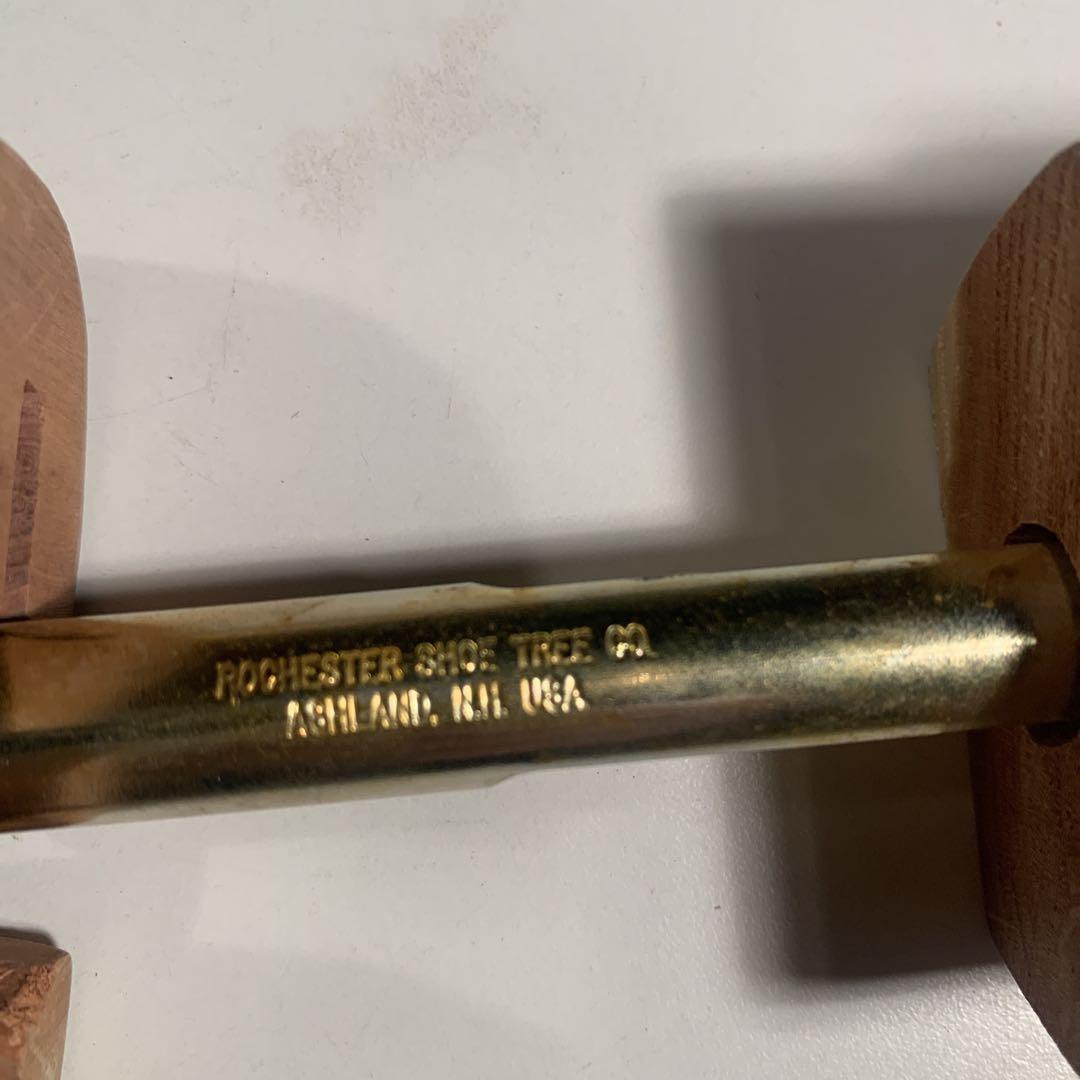 ROCHESTER SHOE TREE CO.
ASHLAND, N.H. USA